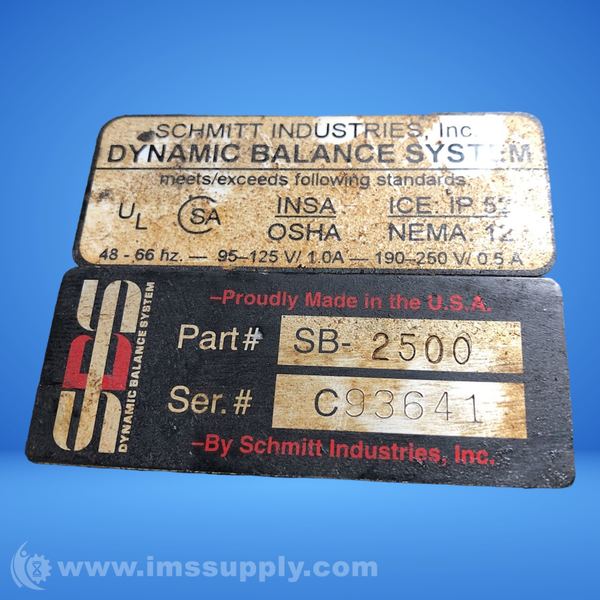 SCHMITT INDUSTRIES, Inc.
DYNAMIC BALANCE SYSTEM
meets/exceeds following standards
UL CSA INSA ICE IP 52
OSHA NEMA 12
48 - 66 hz. — 95-125 V/ 1.0A — 190-250 V/ 0.5 A
DYNAMIC BALANCE SYSTEM
–Proudly Made in the U.S.A.
Part# SB- 2500
Ser.# C93641
–By Schmitt Industries, Inc.
www.imssupply.com